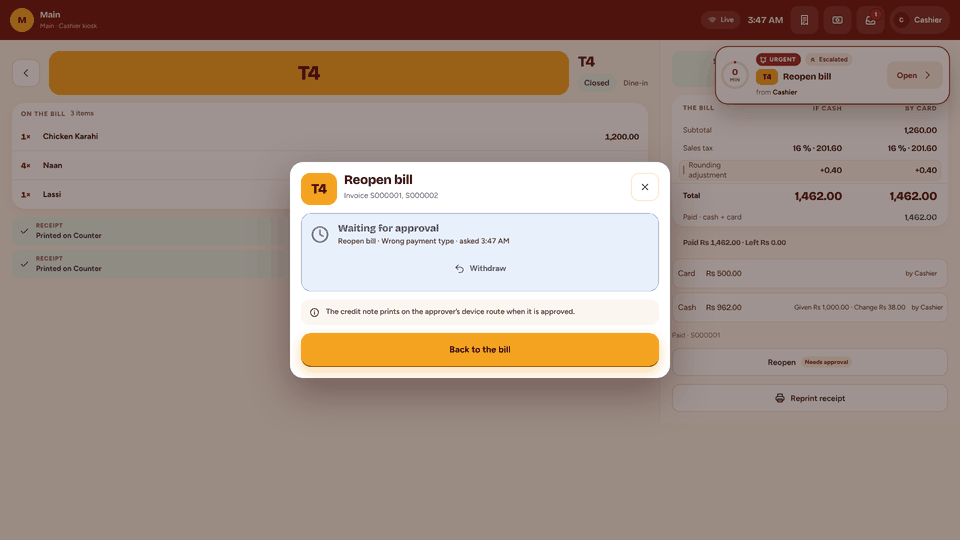 M
Main
Main · Cashier kiosk
Live
3:47 AM
1
C
Cashier
T4
T4
Closed
Dine-in
0
MIN
URGENT
Escalated
T4
Reopen bill
from Cashier
Open
ON THE BILL 3 items
1× Chicken Karahi 1,200.00
4× Naan
1× Lassi
RECEIPT
Printed on Counter
RECEIPT
Printed on Counter
T4
Reopen bill
Invoice S000001, S000002
Waiting for approval
Reopen bill · Wrong payment type · asked 3:47 AM
Withdraw
The credit note prints on the approver's device route when it is approved.
Back to the bill
THE BILL IF CASH BY CARD
Subtotal 1,260.00
Sales tax 16 % · 201.60 16 % · 201.60
Rounding adjustment +0.40 +0.40
Total 1,462.00 1,462.00
Paid · cash + card 1,462.00
Paid Rs 1,462.00 · Left Rs 0.00
Card Rs 500.00 by Cashier
Cash Rs 962.00 Given Rs 1,000.00 · Change Rs 38.00 by Cashier
Paid · S000001
Reopen Needs approval
Reprint receipt